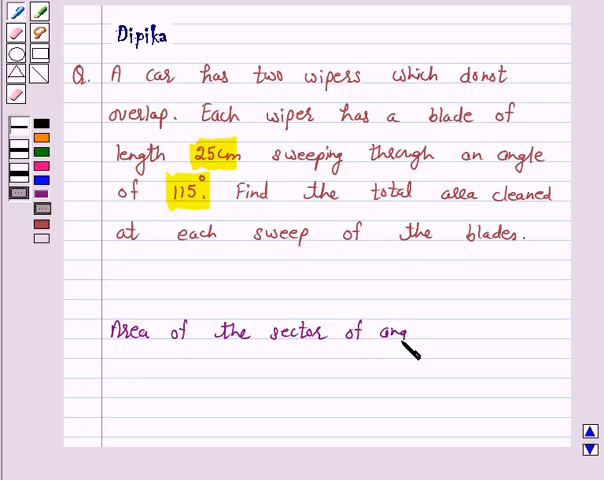 Dipika
Q. A car has two wipers which donot
overlap. Each wiper has a blade of
length 25cm sweeping through an angle
of 115°. Find the total area cleaned
at each sweep of the blades.
Area of the sector of ang